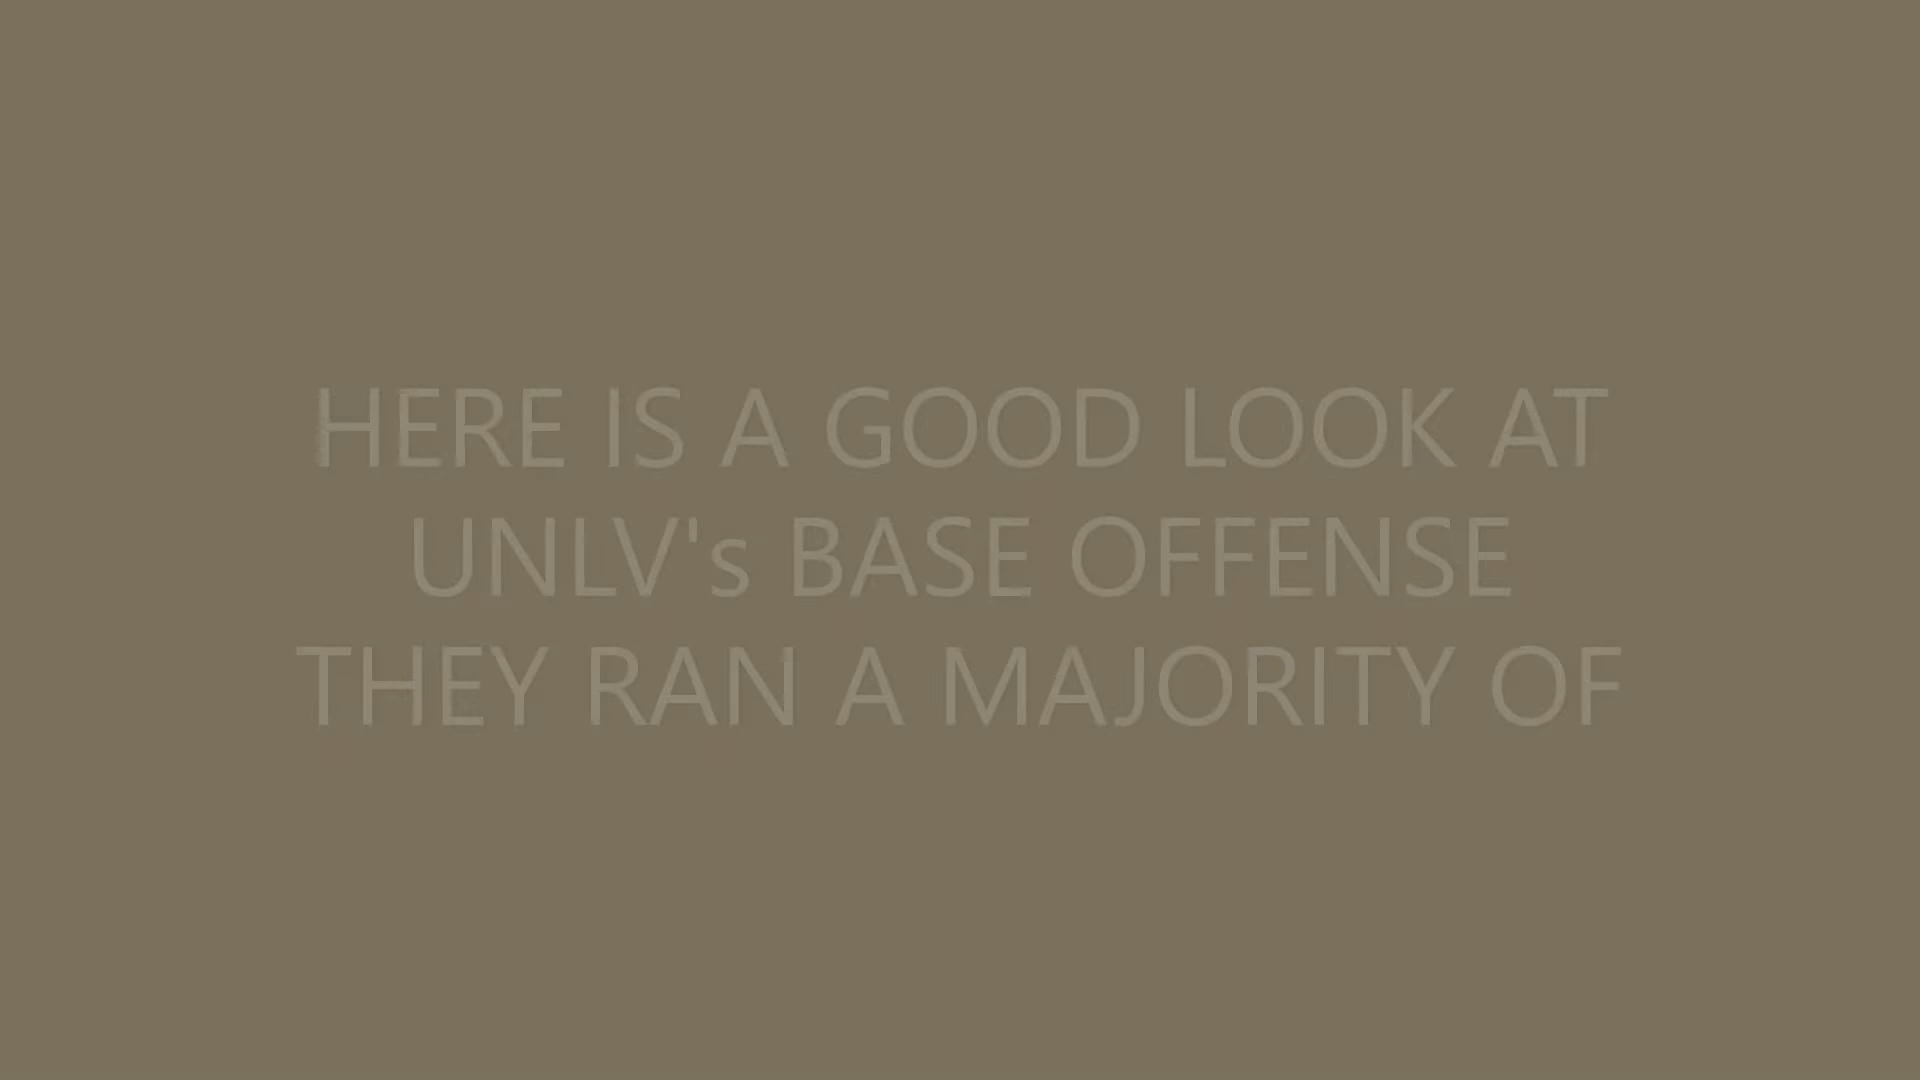 HERE IS A GOOD LOOK AT
UNLV's BASE OFFENSE
THEY RAN A MAJORITY OF